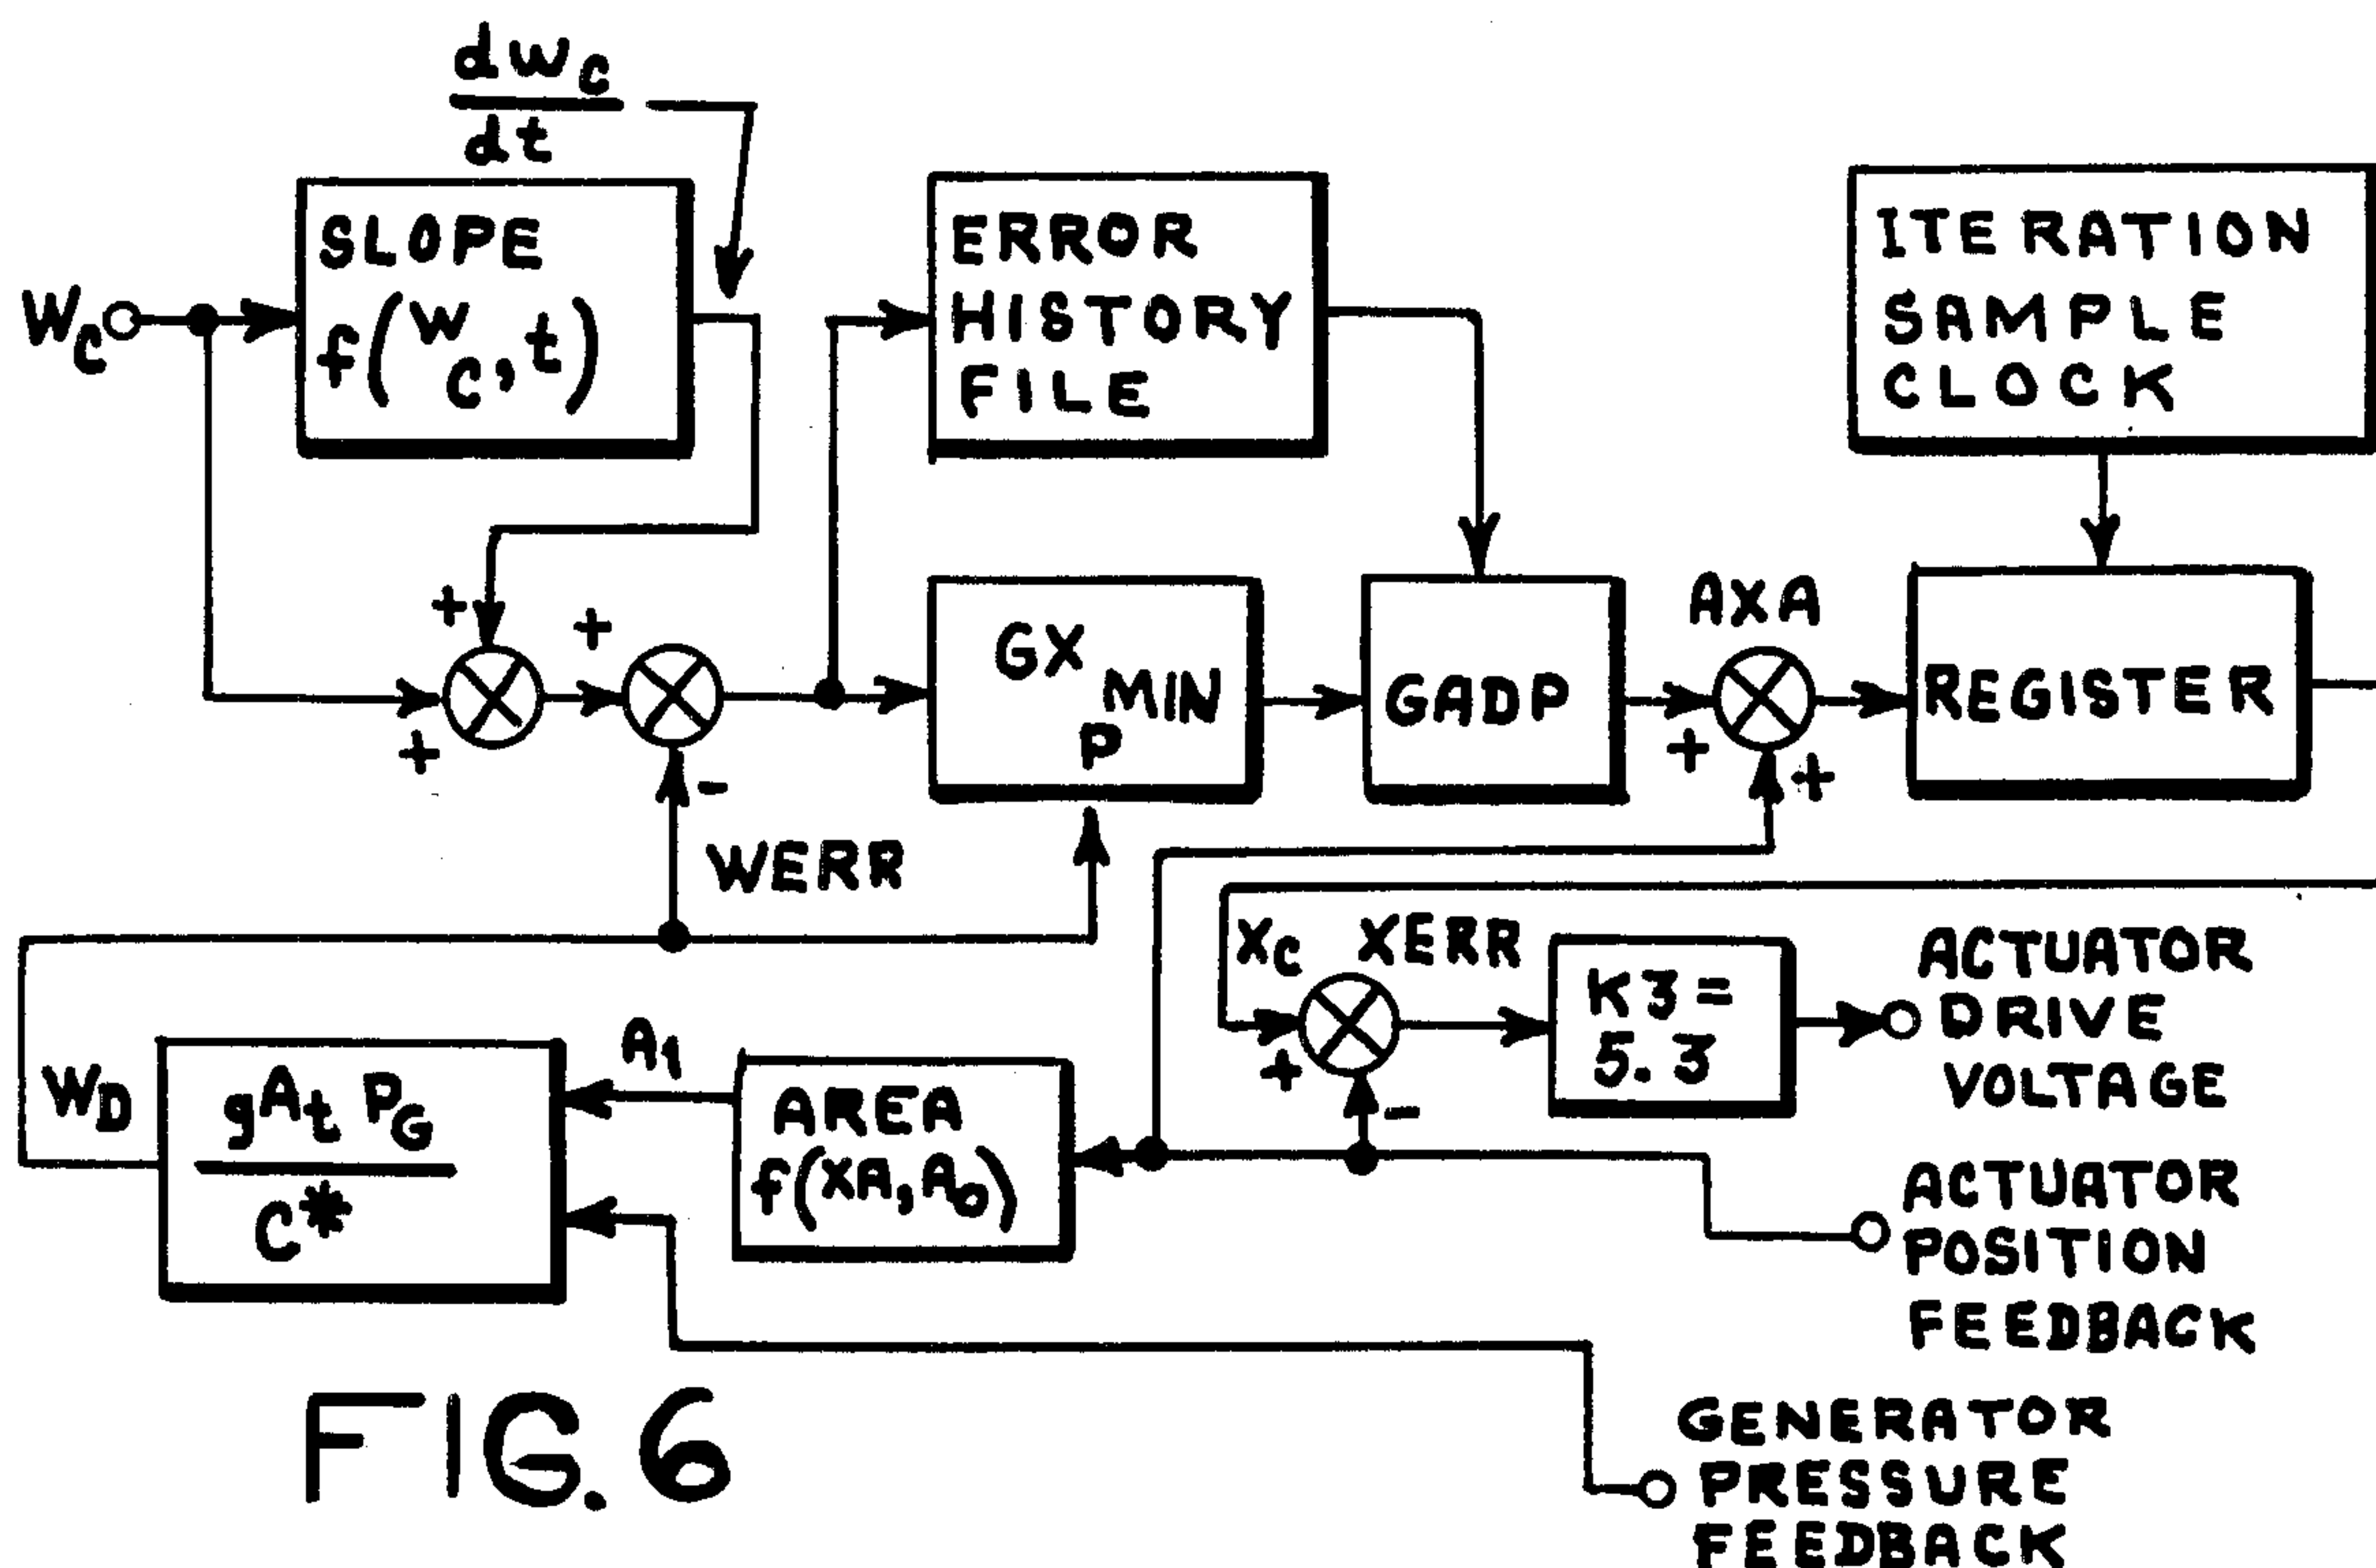 dWc
dt
SLOPE
f(Wc,t)
Wc
ERROR
HISTORY
FILE
ITERATION
SAMPLE
CLOCK
+
+
+
-
WERR
GX MIN
P
GADP
AXA
+
+
REGISTER
Xc XERR
+
-
K3=
5.3
ACTUATOR
DRIVE
VOLTAGE
WD
gAt PG
C*
A1
AREA
f(XA,Ao)
ACTUATOR
POSITION
FEEDBACK
GENERATOR
PRESSURE
FEEDBACK
FIG.6